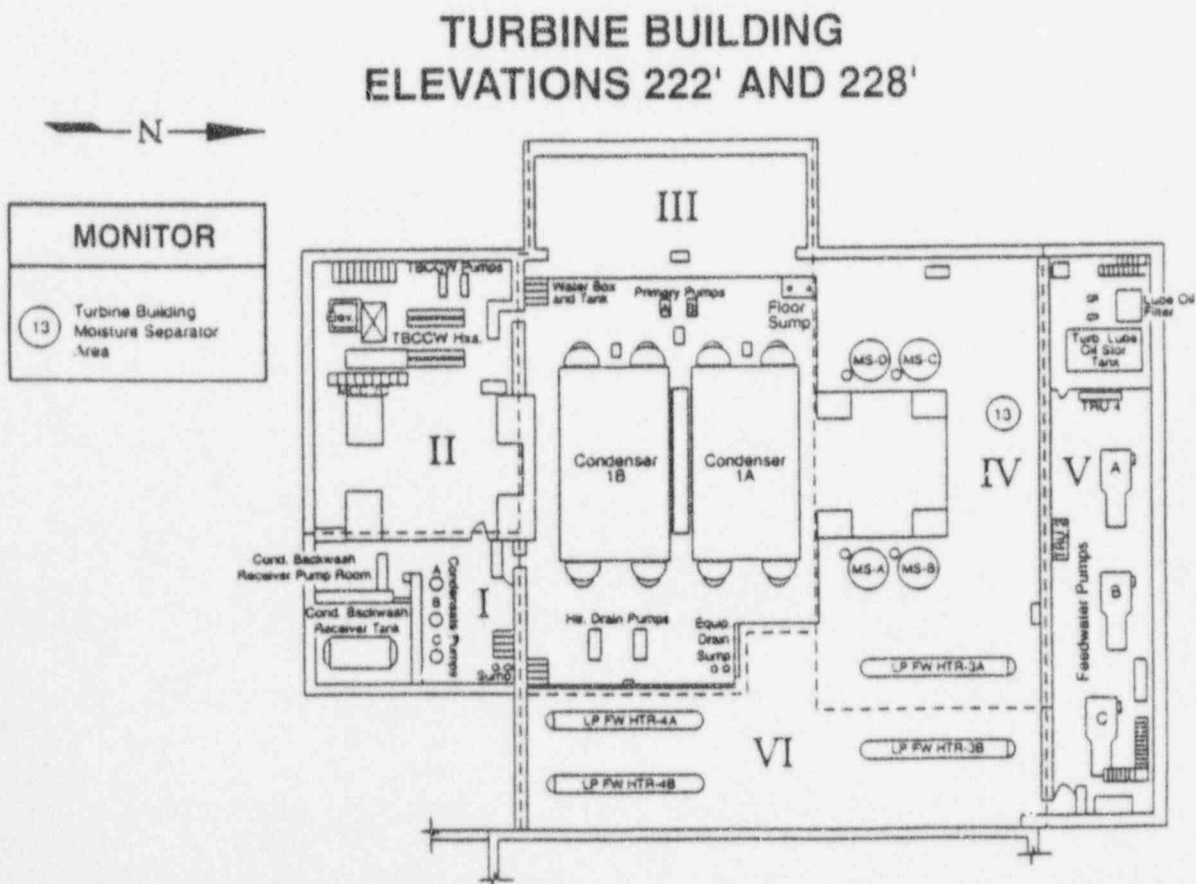 TURBINE BUILDING
ELEVATIONS 222' AND 228'
N
MONITOR
13
Turbine Building
Moisture Separator
Area
III
TBCCW Pumps
Water Box
and Tank
Primary Pumps
Floor
Sump
Lube Oil
Filter
Elev.
TBCCW Hxs.
Turb. Lube
Oil Stor
Tank
MS-D
MS-C
TRU 4
13
II
Condenser
1B
Condenser
1A
IV
V
A
Cond. Backwash
Receiver Pump Room
MS-A
MS-B
Cond. Backwash
Receiver Tank
A
B
C
Condensate Pumps
I
Sump
Htr. Drain Pumps
Equip.
Drain
Sump
B
Feedwater Pumps
LP FW HTR-3A
LP FW HTR-4A
VI
LP FW HTR-3B
C
LP FW HTR-4B